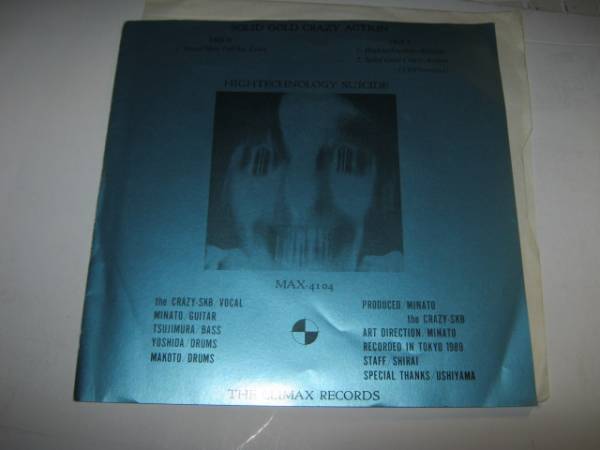 SOLID GOLD CRAZY ACTION
HIGHTECHNOLOGY SUICIDE
MAX-4104
the CRAZY-SKB/VOCAL
MINATO/GUITAR
TSUJIMURA/BASS
YOSHIDA/DRUMS
MAKOTO/DRUMS
PRODUCED/MINATO
the CRAZY-SKB
ART DIRECTION/MINATO
RECORDED IN TOKYO 1989
STAFF/SHIRAI
SPECIAL THANKS/USHIYAMA
THE CLIMAX RECORDS